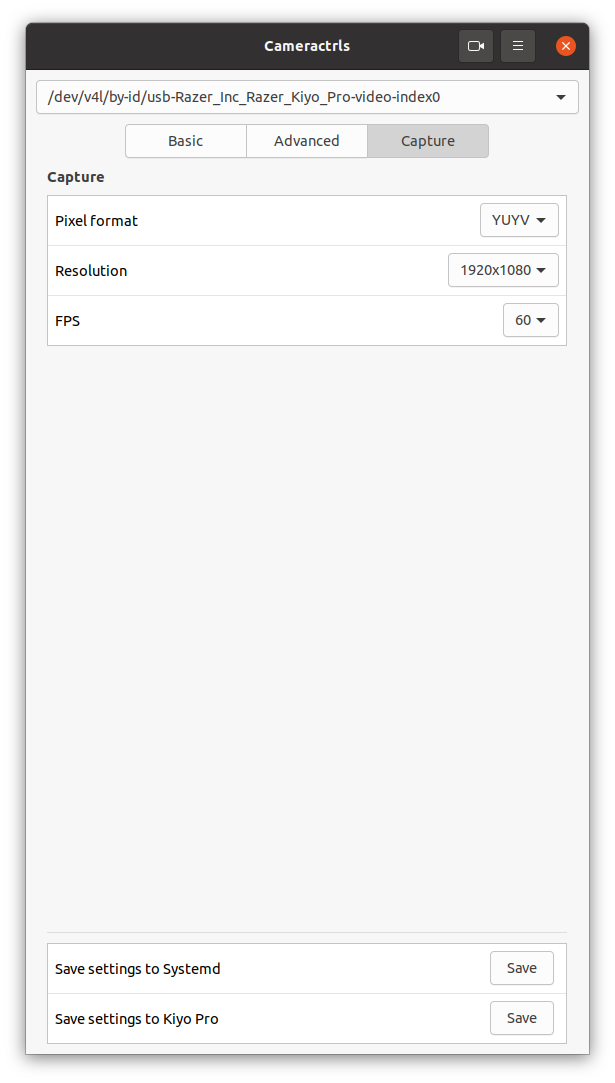 Cameractrls
/dev/v4l/by-id/usb-Razer_Inc_Razer_Kiyo_Pro-video-index0
Basic Advanced Capture
Capture
Pixel format YUYV
Resolution 1920x1080
FPS 60
Save settings to Systemd Save
Save settings to Kiyo Pro Save